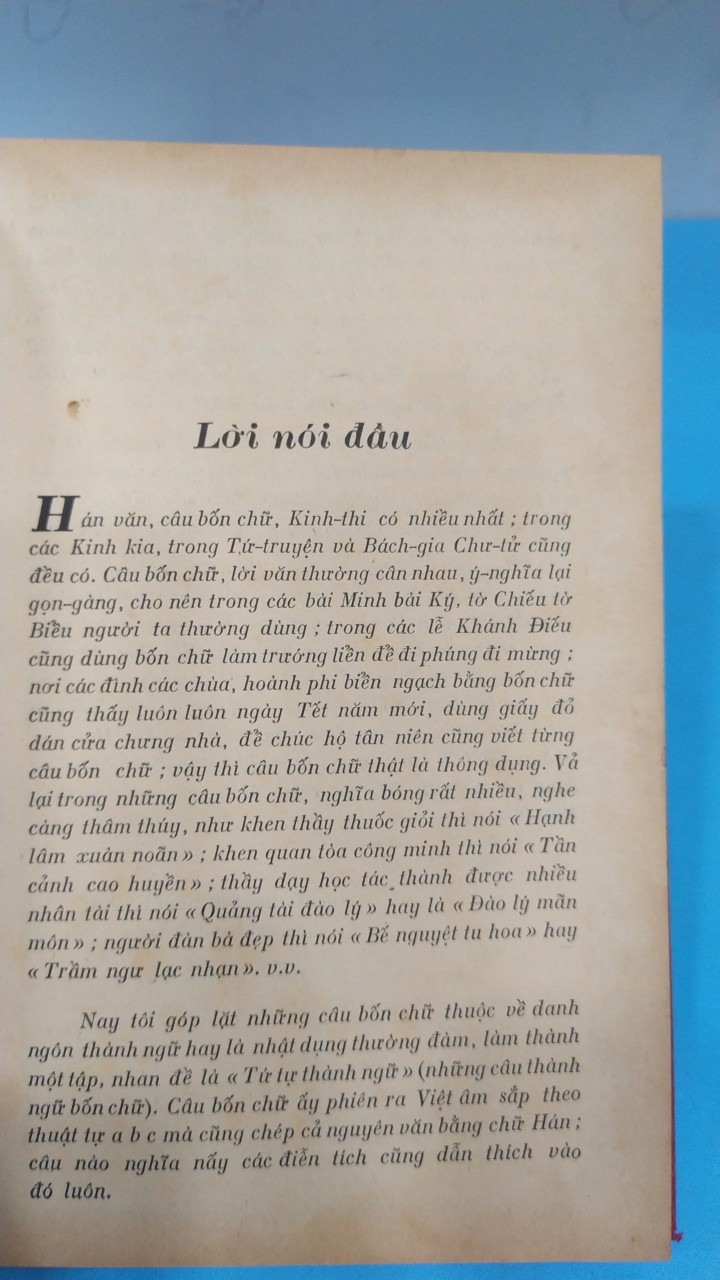 Lời nói đầu
Hán văn, câu bốn chữ, Kinh-thi có nhiều nhất ; trong
các Kinh kia, trong Tứ-truyện và Bách-gia Chư-tử cũng
đều có. Câu bốn chữ, lời văn thường cân nhau, ý-nghĩa lại
gọn-gàng, cho nên trong các bài Minh bài Ký, tờ Chiếu tờ
Biểu người ta thường dùng ; trong các lễ Khánh Điếu
cũng dùng bốn chữ làm trướng liễn để đi phúng đi mừng ;
nơi các đình các chùa, hoành phi biển ngạch bằng bốn chữ
cũng thấy luôn luôn ngày Tết năm mới, dùng giấy đỏ
dán cửa chưng nhà, để chúc hộ tân niên cũng viết từng
câu bốn chữ ; vậy thì câu bốn chữ thật là thông dụng. Vả
lại trong những câu bốn chữ, nghĩa bóng rất nhiều, nghe
càng thâm thúy, như khen thầy thuốc giỏi thì nói « Hạnh
lâm xuân noãn » ; khen quan tòa công minh thì nói « Tần
cảnh cao huyền » ; thầy dạy học tác thành được nhiều
nhân tài thì nói « Quảng tài đào lý » hay là « Đào lý mãn
môn » ; người đàn bà đẹp thì nói « Bế nguyệt tu hoa » hay
« Trầm ngư lạc nhạn ». v.v.
Nay tôi góp lặt những câu bốn chữ thuộc về danh
ngôn thành ngữ hay là nhật dụng thường đàm, làm thành
một tập, nhan đề là « Tứ tự thành ngữ » (những câu thành
ngữ bốn chữ). Câu bốn chữ ấy phiên ra Việt âm sắp theo
thuật tự a b c mà cũng chép cả nguyên văn bằng chữ Hán ;
câu nào nghĩa nấy các điển tích cũng dẫn thích vào
đó luôn.